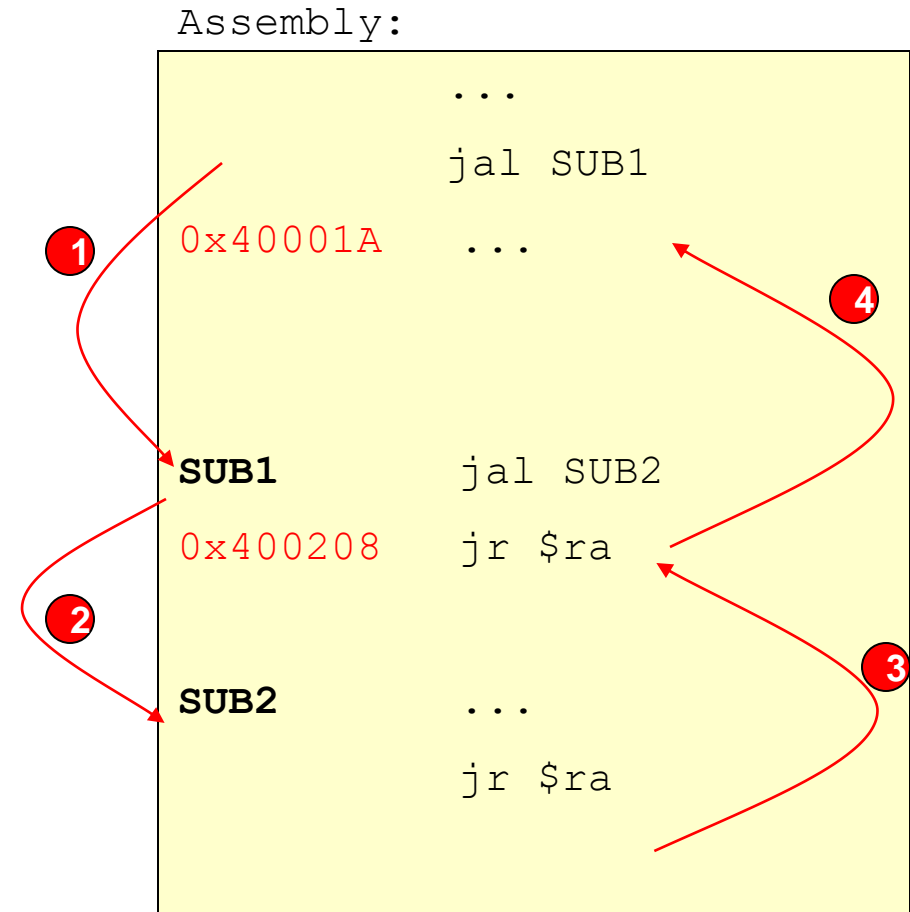 Assembly:
...
jal SUB1
1
0x40001A ...
4
SUB1 jal SUB2
0x400208 jr $ra
2
3
SUB2 ...
jr $ra